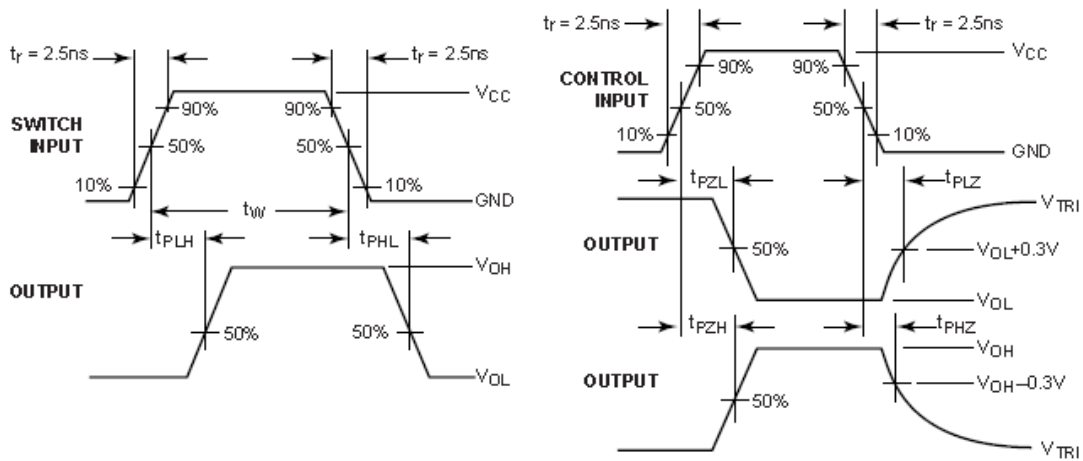 tr = 2.5ns
tr = 2.5ns
VCC
90%
90%
SWITCH
INPUT
50%
50%
10%
10%
GND
tW
tPLH
tPHL
VOH
OUTPUT
50%
50%
VOL
tr = 2.5ns
tr = 2.5ns
VCC
90%
90%
CONTROL
INPUT
50%
50%
10%
10%
GND
tPZL
tPLZ
VTRI
OUTPUT
50%
VOL+0.3V
VOL
tPZH
tPHZ
VOH
OUTPUT
VOH–0.3V
50%
VTRI